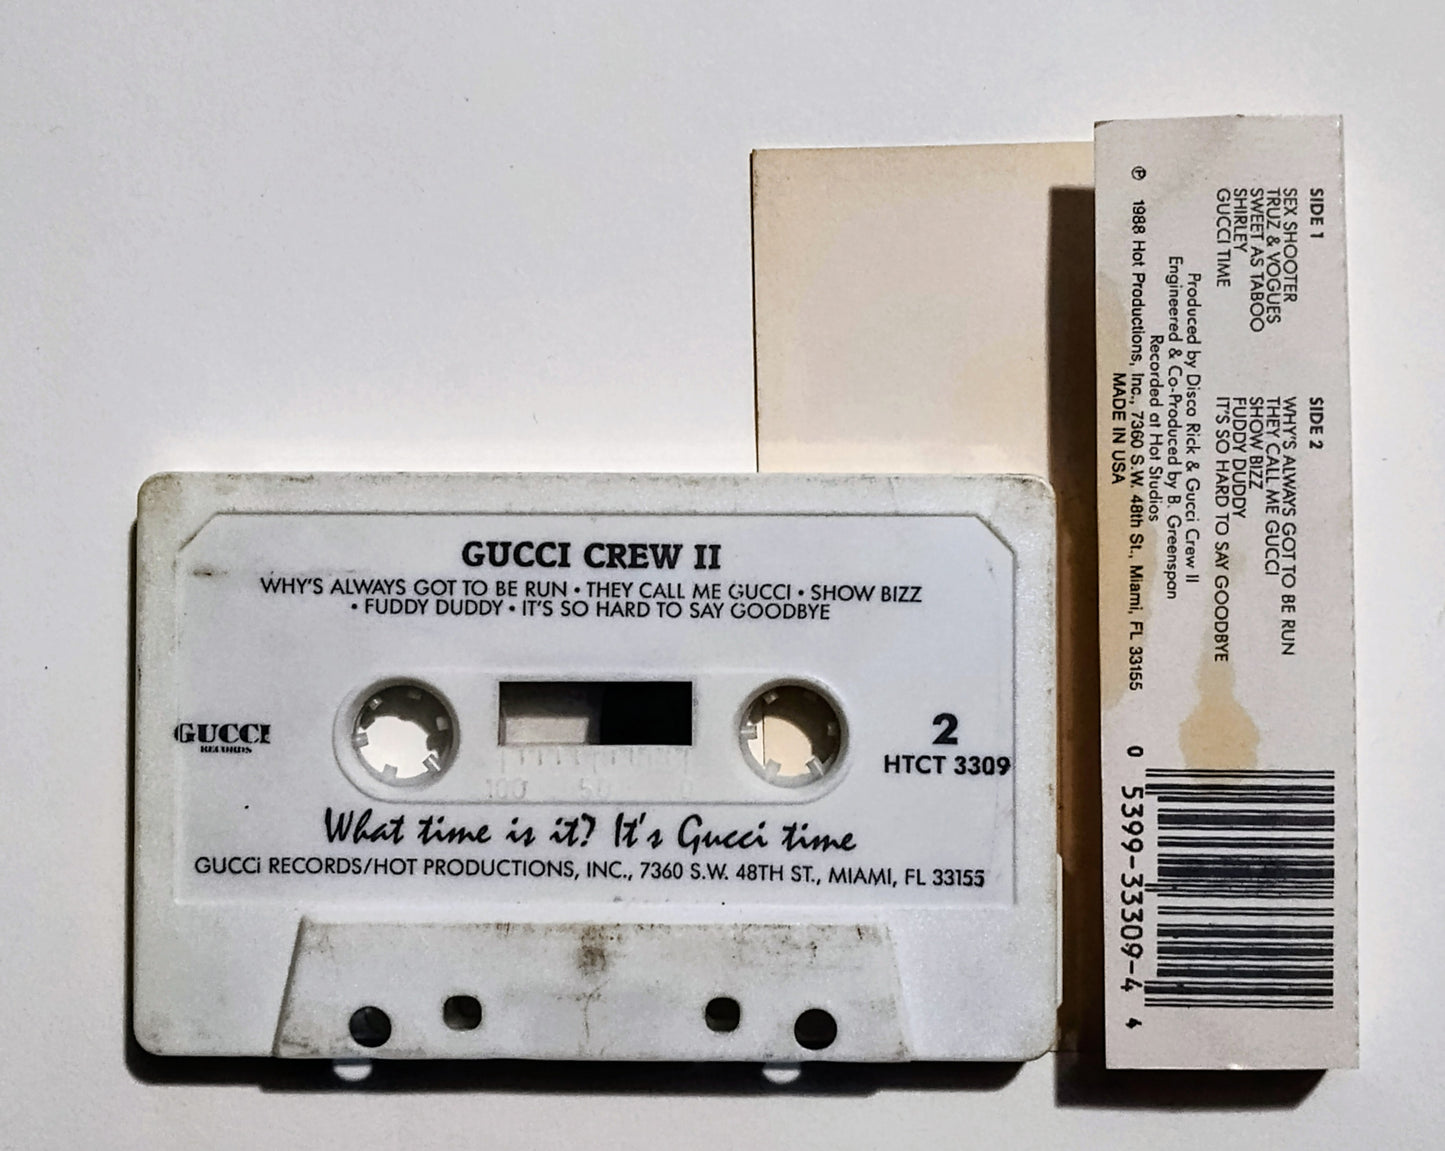 GUCCI CREW II
WHY'S ALWAYS GOT TO BE RUN • THEY CALL ME GUCCI • SHOW BIZZ
• FUDDY DUDDY • IT'S SO HARD TO SAY GOODBYE
GUCCI
RECORDS
2
HTCT 3309
100 50 0
What time is it? It's Gucci time
GUCCi RECORDS/HOT PRODUCTIONS, INC., 7360 S.W. 48TH ST., MIAMI, FL 33155
SIDE 1
SEX SHOOTER
TRUZ & VOGUES
SWEET AS TABOO
SHIRLEY
GUCCI TIME
SIDE 2
WHY'S ALWAYS GOT TO BE RUN
THEY CALL ME GUCCI
SHOW BIZZ
FUDDY DUDDY
IT'S SO HARD TO SAY GOODBYE
Produced by Disco Rick & Gucci Crew II
Engineered & Co-Produced by B. Greenspan
Recorded at Hot Studios
℗ 1988 Hot Productions, Inc., 7360 S.W. 48th St., Miami, FL 33155
MADE IN USA
0 5399-33309-4 4